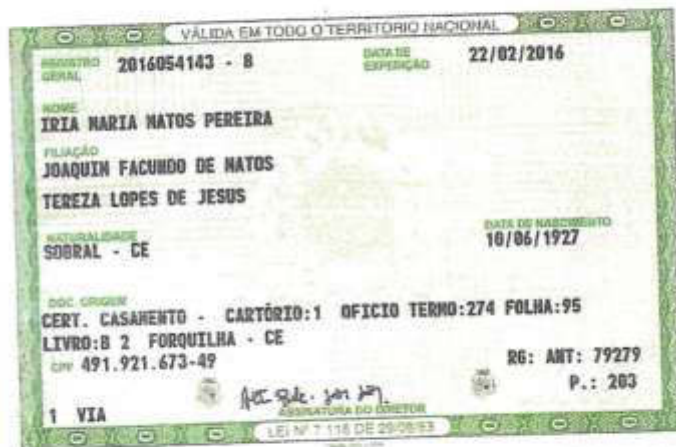 VÁLIDA EM TODO O TERRITÓRIO NACIONAL
REGISTRO GERAL 2016054143 - 8 DATA DE EXPEDIÇÃO 22/02/2016
NOME
IRIA MARIA MATOS PEREIRA
FILIAÇÃO
JOAQUIN FACUNDO DE MATOS
TEREZA LOPES DE JESUS
NATURALIDADE DATA DE NASCIMENTO
SOBRAL - CE 10/06/1927
DOC. ORIGEM
CERT. CASAMENTO - CARTÓRIO:1 OFICIO TERMO:274 FOLHA:95
LIVRO:B 2 FORQUILHA - CE
CPF 491.921.673-49 RG: ANT: 79279
P.: 203
1 VIA ASSINATURA DO DIRETOR
LEI Nº 7.116 DE 29/08/83